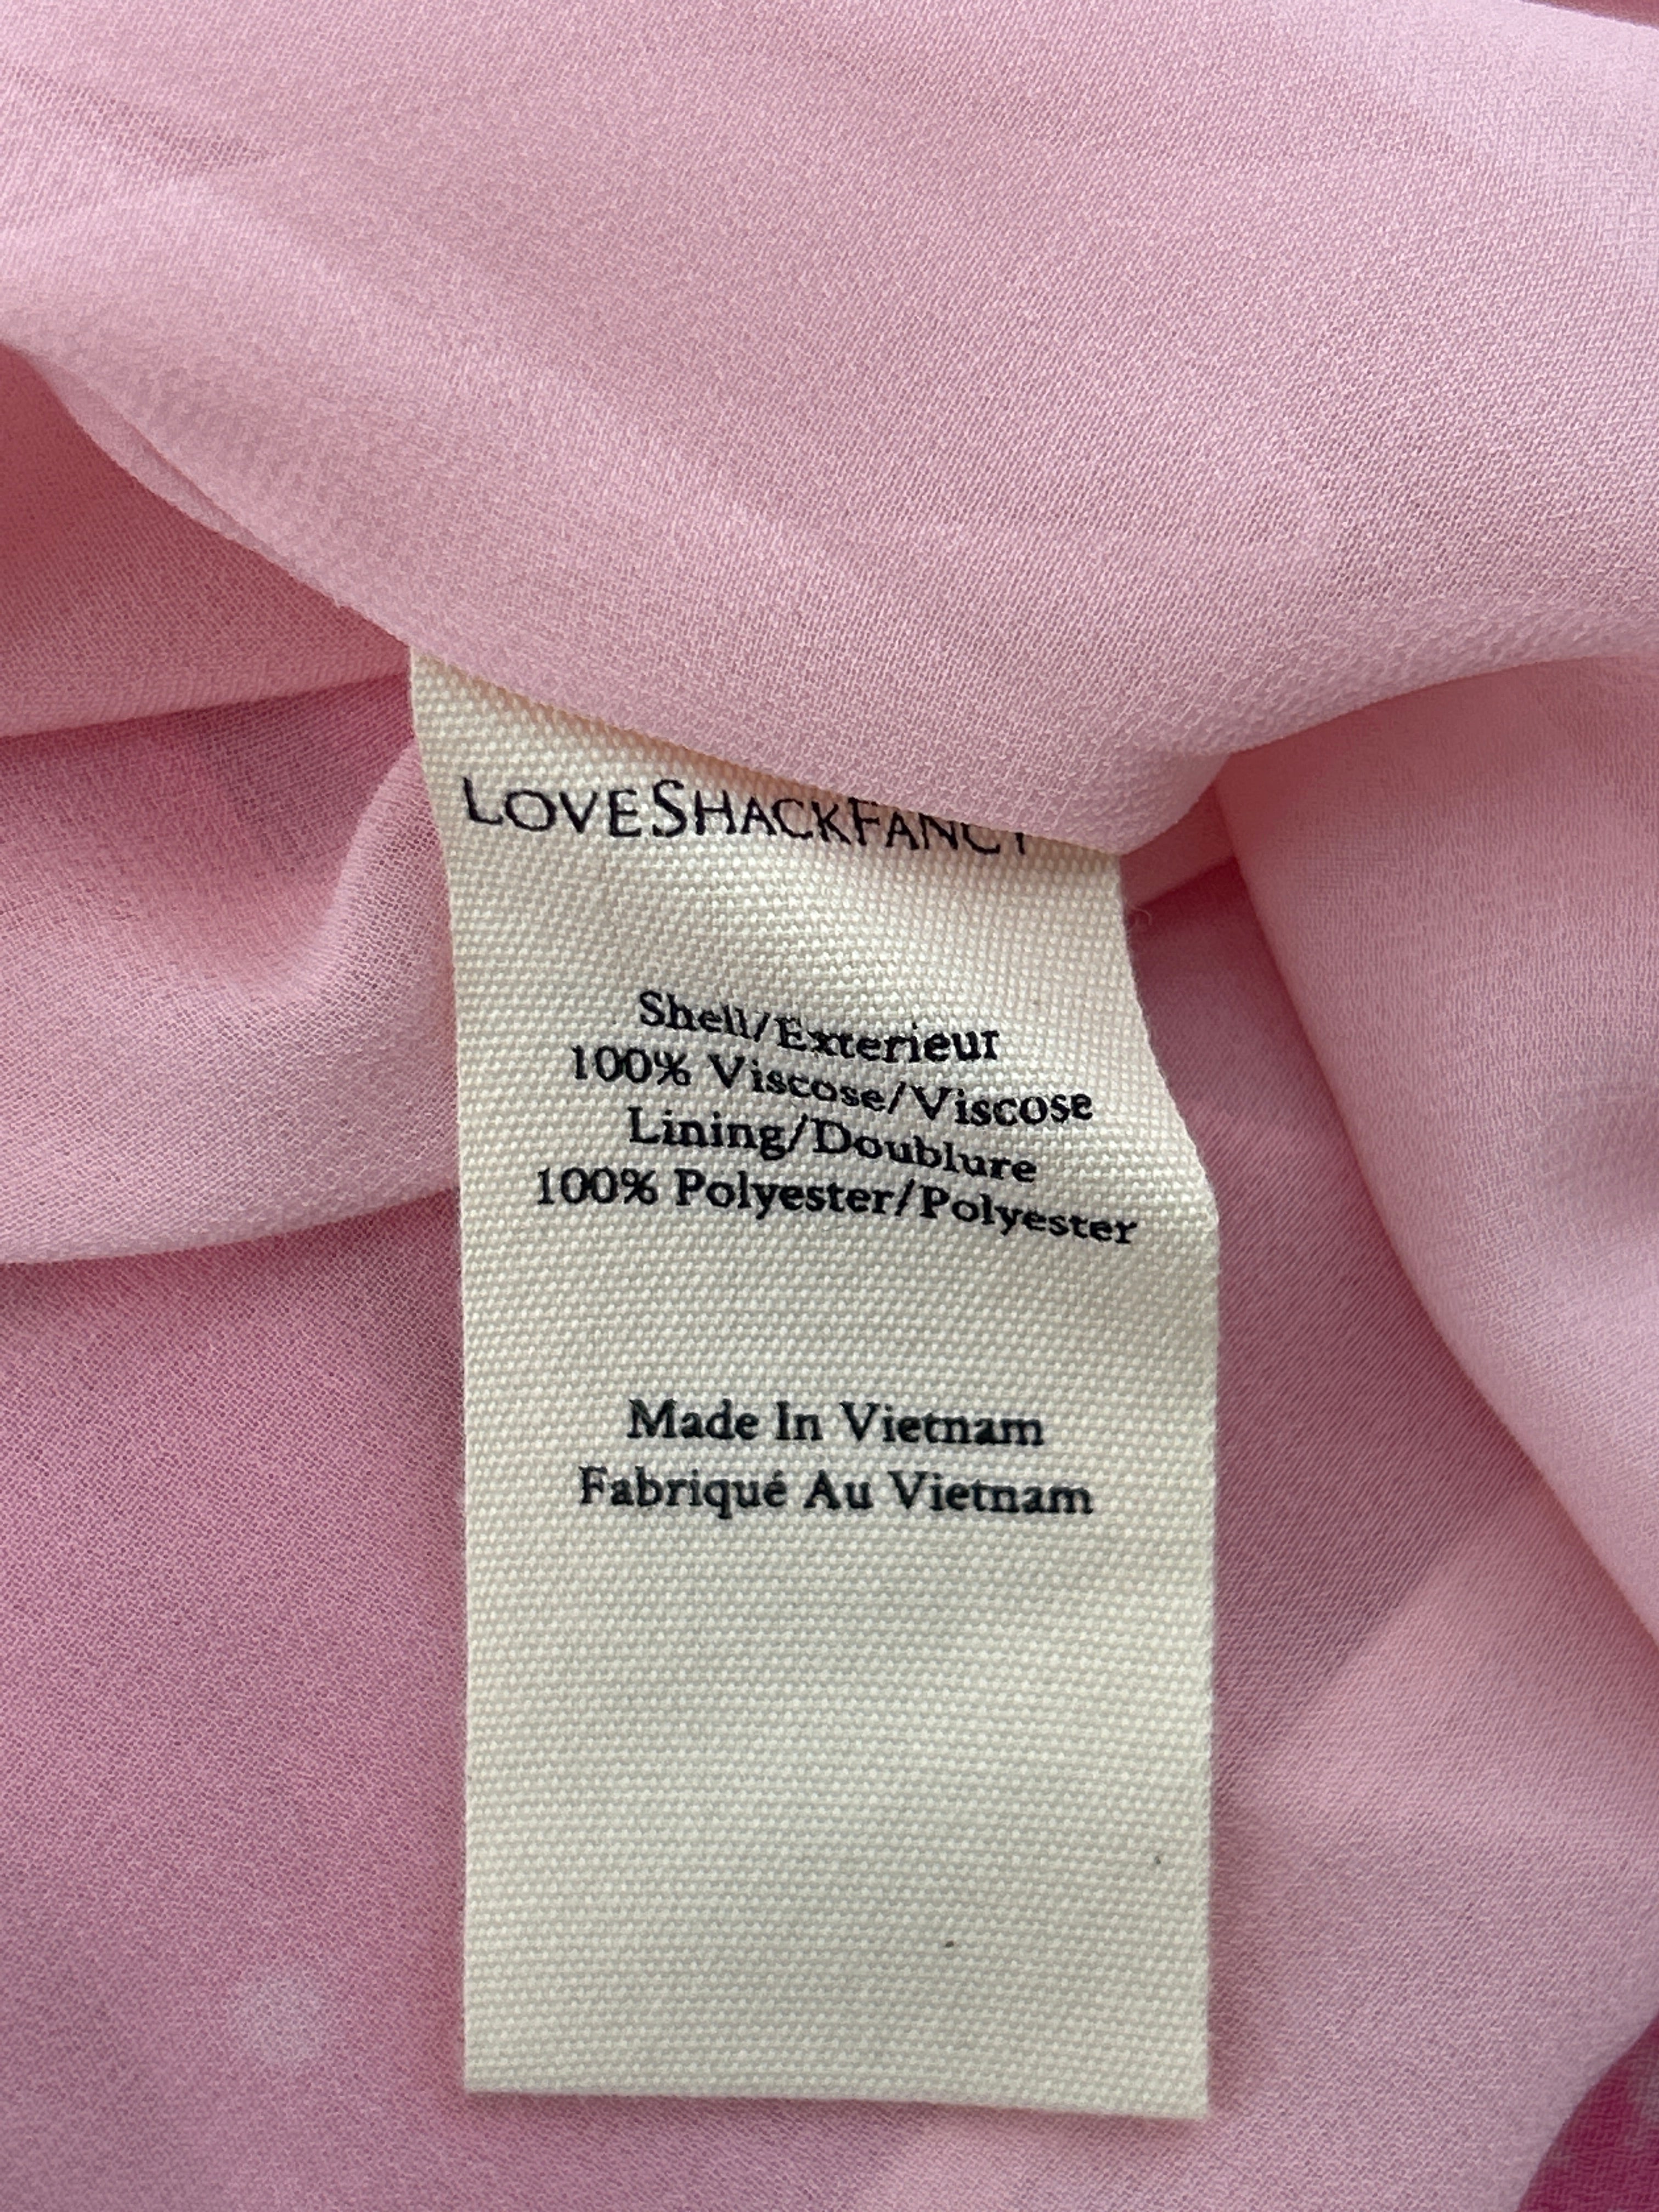 LOVESHACKFANCY
Shell/Exterieur
100% Viscose/Viscose
Lining/Doublure
100% Polyester/Polyester
Made In Vietnam
Fabriqué Au Vietnam